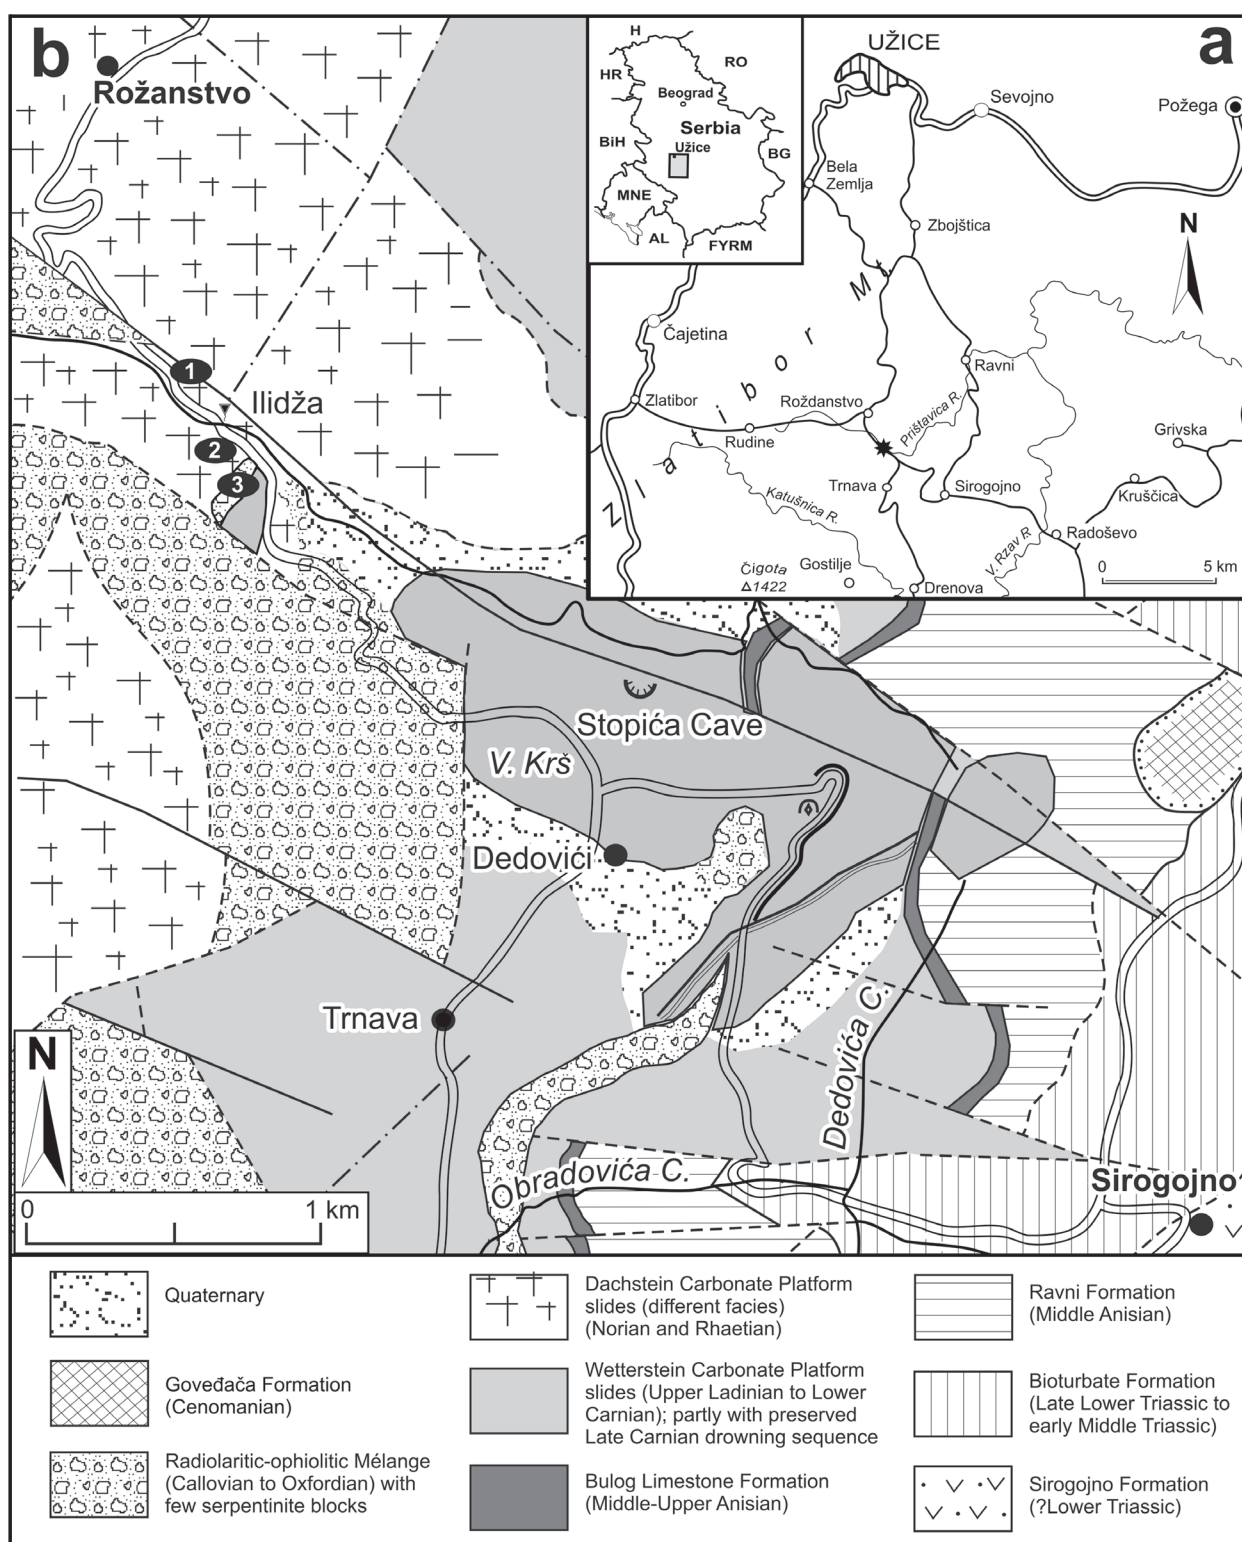 b
Rožanstvo
1
Ilidža
2
3
Stopića Cave
V. Krš
Dedovići
Trnava
Dedovića C.
Obradovića C.
Sirogojno
N
0
1 km
a
H
RO
HR
Beograd
Serbia
Užice
BiH
BG
MNE
AL
FYRM
UŽICE
Sevojno
Požega
Bela
Zemlja
Zbojštica
N
Zlatibor Mt
Čajetina
Ravni
Zlatibor
Roždanstvo
Prištavica R.
Rudine
Grivska
Trnava
Sirogojno
Kruščica
Katušnica R.
V. Rzav R
Radoševo
Čigota
1422
Gostilje
Drenova
0
5 km
Quaternary
Goveđača Formation
(Cenomanian)
Radiolaritic-ophiolitic Mélange
(Callovian to Oxfordian) with
few serpentinite blocks
Dachstein Carbonate Platform
slides (different facies)
(Norian and Rhaetian)
Wetterstein Carbonate Platform
slides (Upper Ladinian to Lower
Carnian); partly with preserved
Late Carnian drowning sequence
Bulog Limestone Formation
(Middle-Upper Anisian)
Ravni Formation
(Middle Anisian)
Bioturbate Formation
(Late Lower Triassic to
early Middle Triassic)
Sirogojno Formation
(?Lower Triassic)